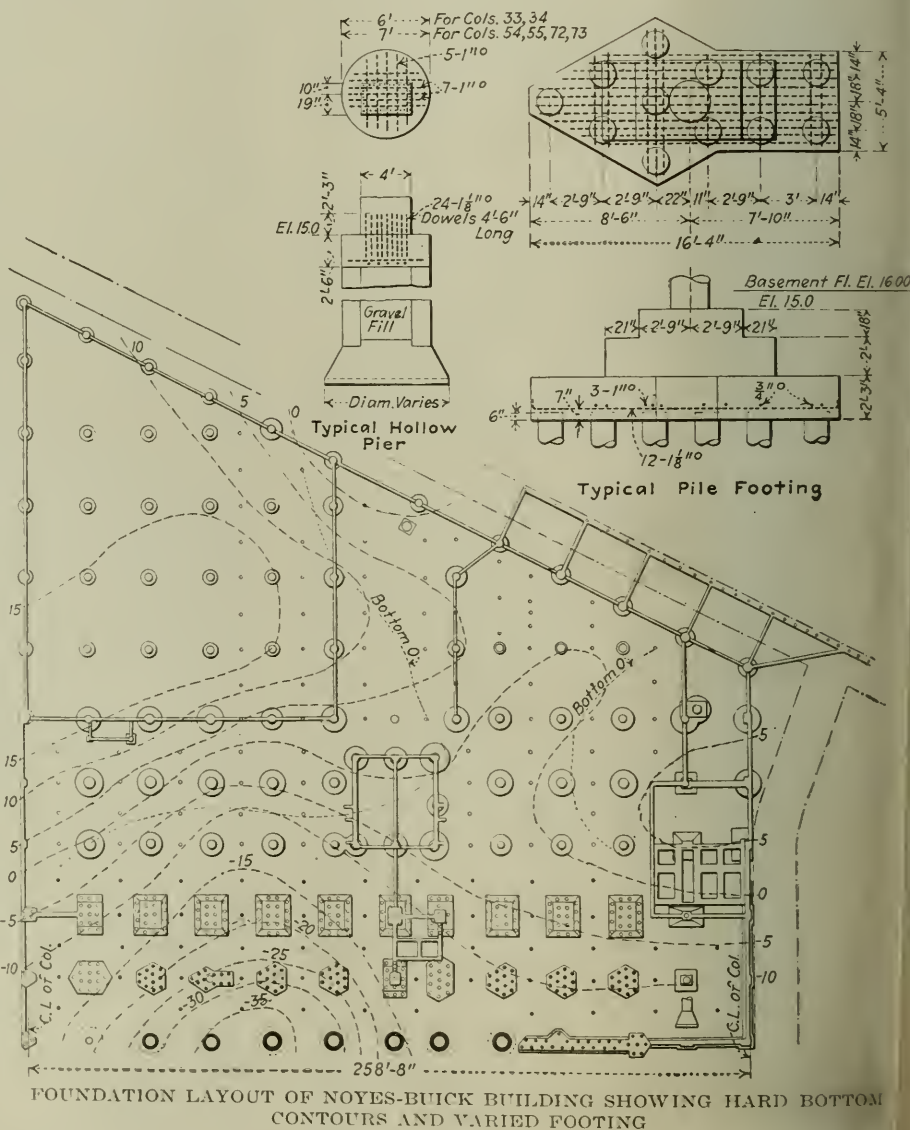 6' For Cols. 33,34
7' For Cols. 54,55,72,73
5-1"o
7-1"o
10"
19"
14" 18" 18" 14"
5'-4"
14" 2'-9" 2'-9" 22" 11" 2'-9" 3' 14"
8'-6" 7'-10"
16'-4"
4'
2'-3"
24-1⅛"o
Dowels 4'-6"
Long
El.15.0
2'-6"
Gravel
Fill
Diam. Varies
Typical Hollow
Pier
Basement Fl. El. 16.00
El. 15.0
21" 2'-9" 2'-9" 21"
18"
2'
2'-3"
7" 3-1"o ¾"o
6"
12-1⅛"o
Typical Pile Footing
10
5
0
15
Bottom 0
Bottom 0
15
10
5
0
-5
-10
-5
5
0
-5
-10
-15
-20
-25
-30
-35
C.L. of Col.
C.L. of Col.
258'-8"
FOUNDATION LAYOUT OF NOYES-BUICK BUILDING SHOWING HARD BOTTOM
CONTOURS AND VARIED FOOTING